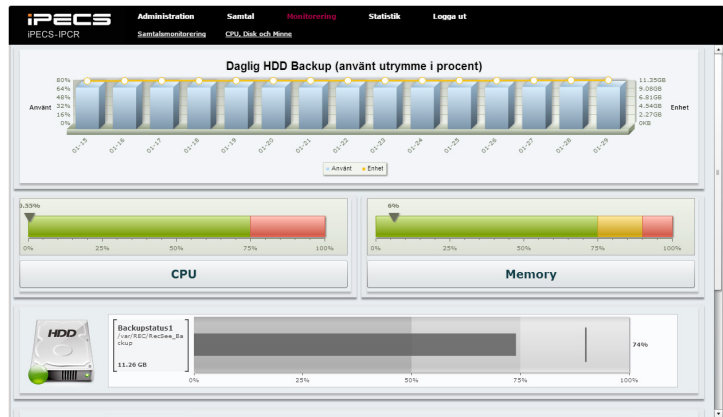 iPECS
iPECS-IPCR
Administration Samtal Monitorering Statistik Logga ut
Samtalsmonitorering CPU, Disk och Minne
Daglig HDD Backup (använt utrymme i procent)
80% 11.35GB
64% 9.08GB
48% 6.81GB
Använt 32% 4.54GB Enhet
16% 2.27GB
0% 0KB
01-15 01-16 01-17 01-18 01-19 01-20 01-21 01-22 01-23 01-24 01-25 01-26 01-27 01-28 01-29
Använt Enhet
0.55% 6%
0% 25% 50% 75% 100% 0% 25% 50% 75% 100%
CPU Memory
HDD
Backupstatus1
/var/REC/RecSee_Ba
ckup
11.26 GB
74%
0% 25% 50% 75% 100%